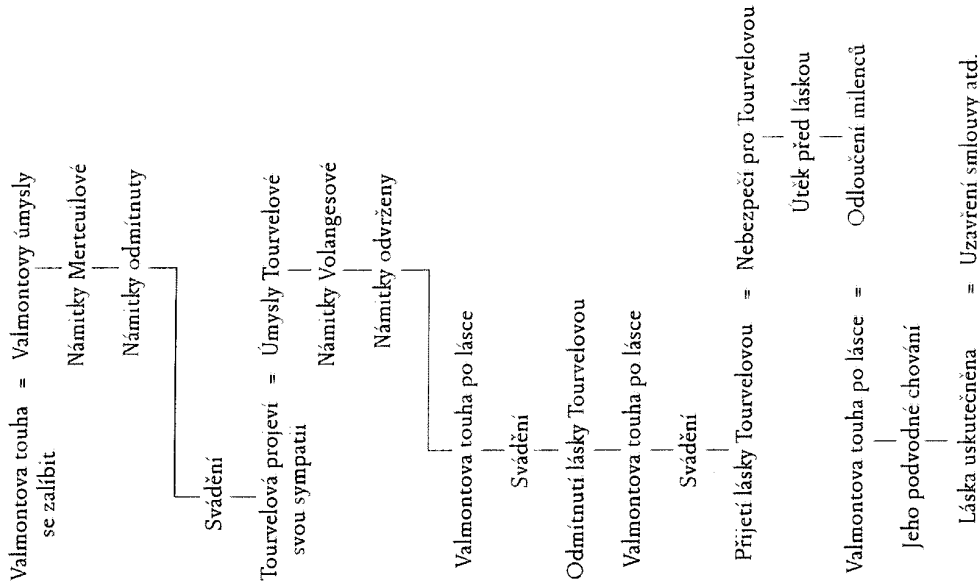 Valmontova touha = Valmontovy úmysly
se zalíbit
Námitky Merteuilové
Námitky odmítnuty
Svádění
Tourvelová projeví = Úmysly Tourvelové
svou sympatii
Námitky Volangesové
Námitky odvrženy
Valmontova touha po lásce
Svádění
Odmítnutí lásky Tourvelovou
Valmontova touha po lásce
Svádění
Přijetí lásky Tourvelovou = Nebezpečí pro Tourvelovou
Útěk před láskou
Valmontova touha po lásce = Odloučení milenců
Jeho podvodné chování
Láska uskutečněna = Uzavření smlouvy atd.